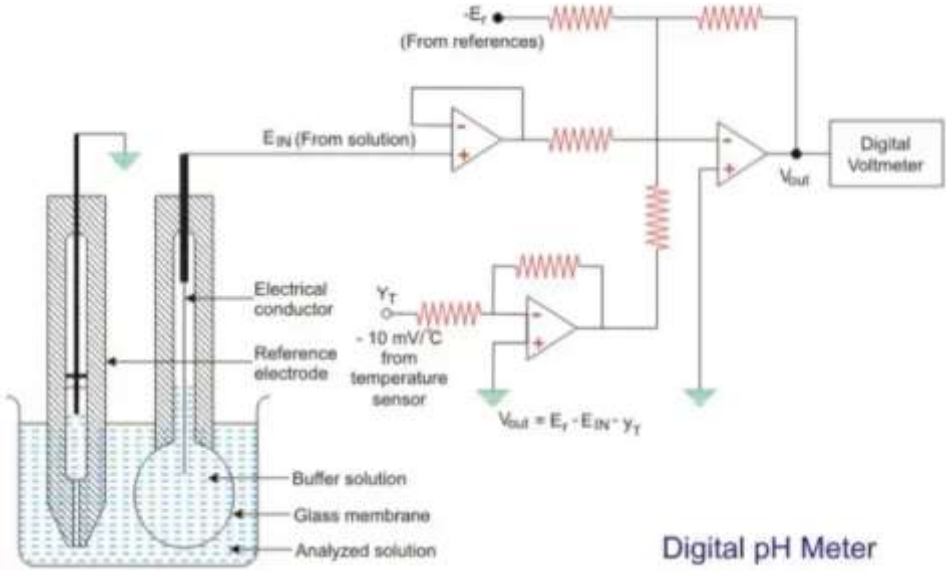 -Er
(From references)
EIN (From solution)
-
+
-
+
Vout
Digital
Voltmeter
Electrical
conductor
Reference
electrode
YT
- 10 mV/°C
from
temperature
sensor
-
+
Vout = Er - EIN - yT
Buffer solution
Glass membrane
Analyzed solution
Digital pH Meter